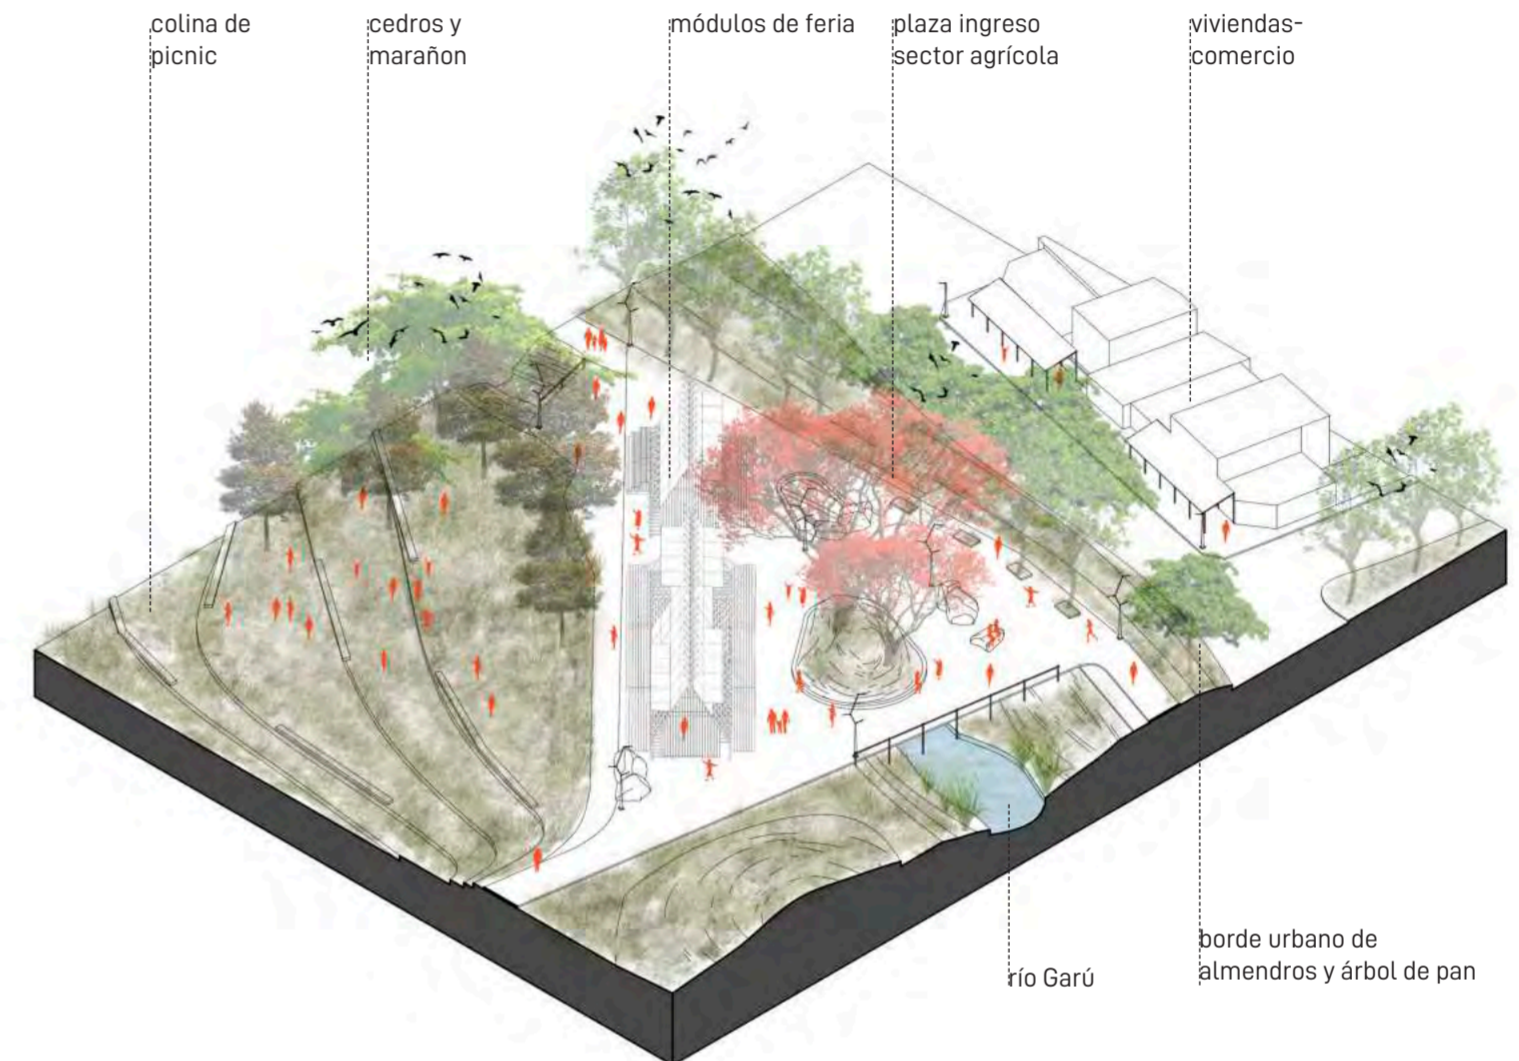 colina de
picnic
cedros y
marañon
módulos de feria
plaza ingreso
sector agrícola
viviendas-
comercio
borde urbano de
almendros y árbol de pan
río Garú